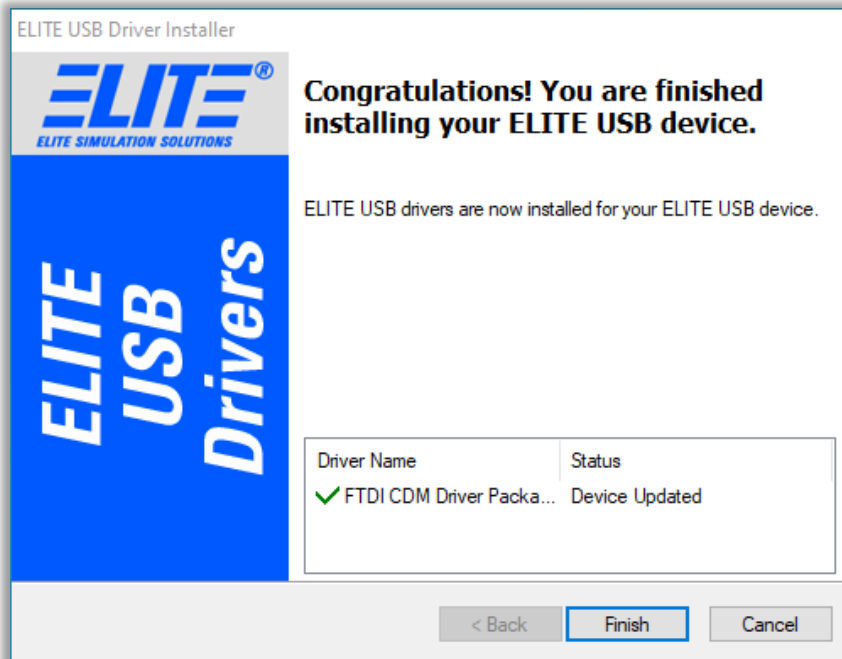 ELITE USB Driver Installer
ELITE®
ELITE SIMULATION SOLUTIONS
ELITE
USB
Drivers
Congratulations! You are finished
installing your ELITE USB device.
ELITE USB drivers are now installed for your ELITE USB device.
Driver Name Status
FTDI CDM Driver Packa... Device Updated
< Back Finish Cancel